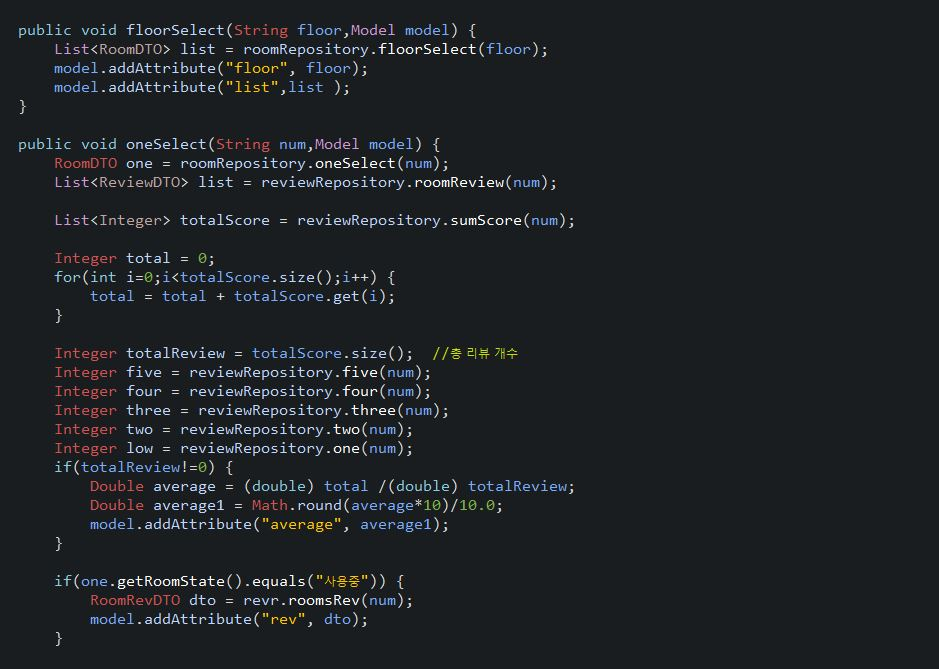 public void floorSelect(String floor,Model model) {
    List<RoomDTO> list = roomRepository.floorSelect(floor);
    model.addAttribute("floor", floor);
    model.addAttribute("list",list );
}

public void oneSelect(String num,Model model) {
    RoomDTO one = roomRepository.oneSelect(num);
    List<ReviewDTO> list = reviewRepository.roomReview(num);

    List<Integer> totalScore = reviewRepository.sumScore(num);

    Integer total = 0;
    for(int i=0;i<totalScore.size();i++) {
        total = total + totalScore.get(i);
    }

    Integer totalReview = totalScore.size();  //총 리뷰 개수
    Integer five = reviewRepository.five(num);
    Integer four = reviewRepository.four(num);
    Integer three = reviewRepository.three(num);
    Integer two = reviewRepository.two(num);
    Integer low = reviewRepository.one(num);
    if(totalReview!=0) {
        Double average = (double) total /(double) totalReview;
        Double average1 = Math.round(average*10)/10.0;
        model.addAttribute("average", average1);
    }

    if(one.getRoomState().equals("사용중")) {
        RoomRevDTO dto = revr.roomsRev(num);
        model.addAttribute("rev", dto);
    }